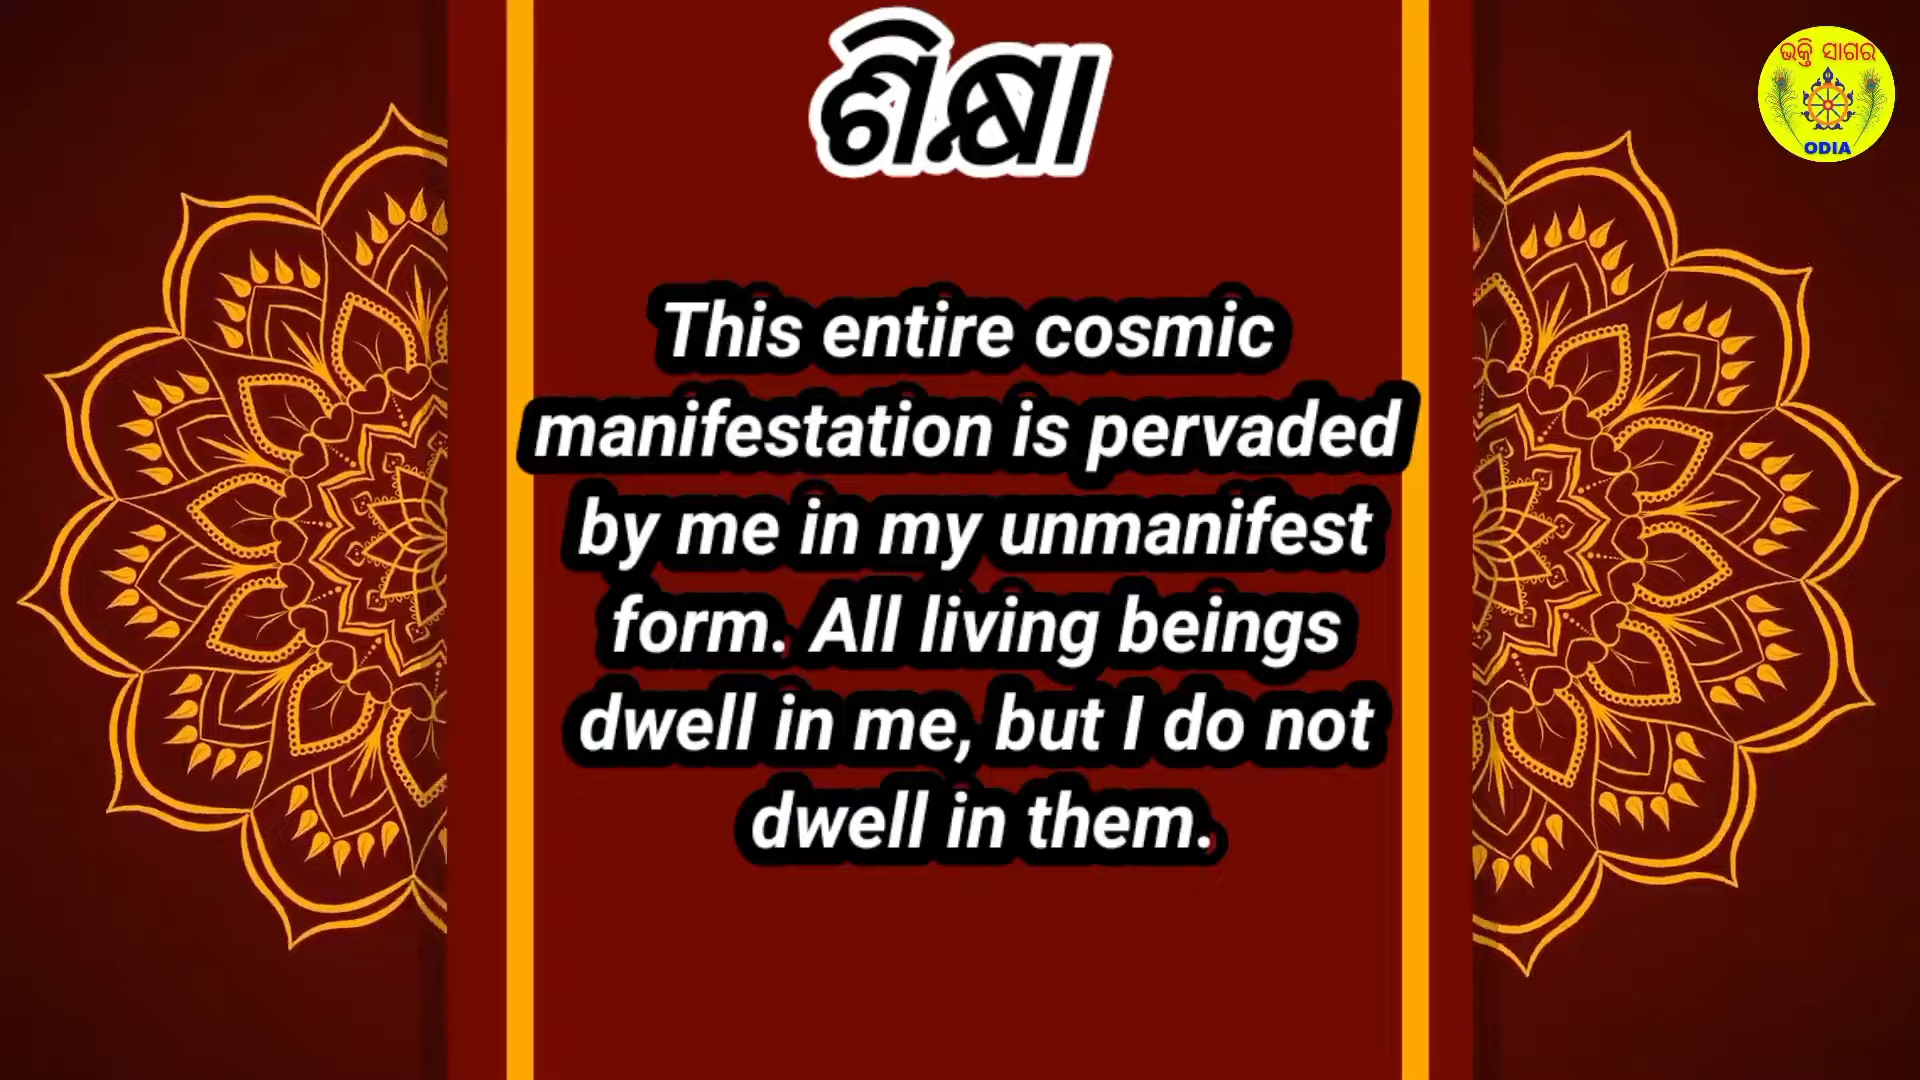 ଶିକ୍ଷା
ଭକ୍ତି ସାଗର
ODIA
This entire cosmic
manifestation is pervaded
by me in my unmanifest
form. All living beings
dwell in me, but I do not
dwell in them.